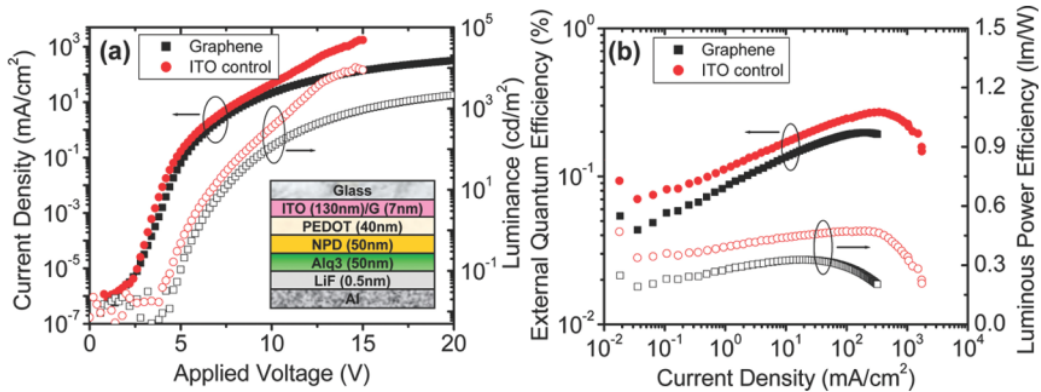 (a)
Graphene
ITO control
Current Density (mA/cm²)
10³
10¹
10⁻¹
10⁻³
10⁻⁵
10⁻⁷
0
5
10
15
20
Applied Voltage (V)
10⁵
10³
10¹
10⁻¹
Luminance (cd/m²)
Glass
ITO (130nm)/G (7nm)
PEDOT (40nm)
NPD (50nm)
Alq3 (50nm)
LiF (0.5nm)
Al
(b)
Graphene
ITO control
External Quantum Efficiency (%)
10⁰
10⁻¹
10⁻²
10⁻²
10⁻¹
10⁰
10¹
10²
10³
10⁴
Current Density (mA/cm²)
1.5
1.2
0.9
0.6
0.3
0.0
Luminous Power Efficiency (lm/W)